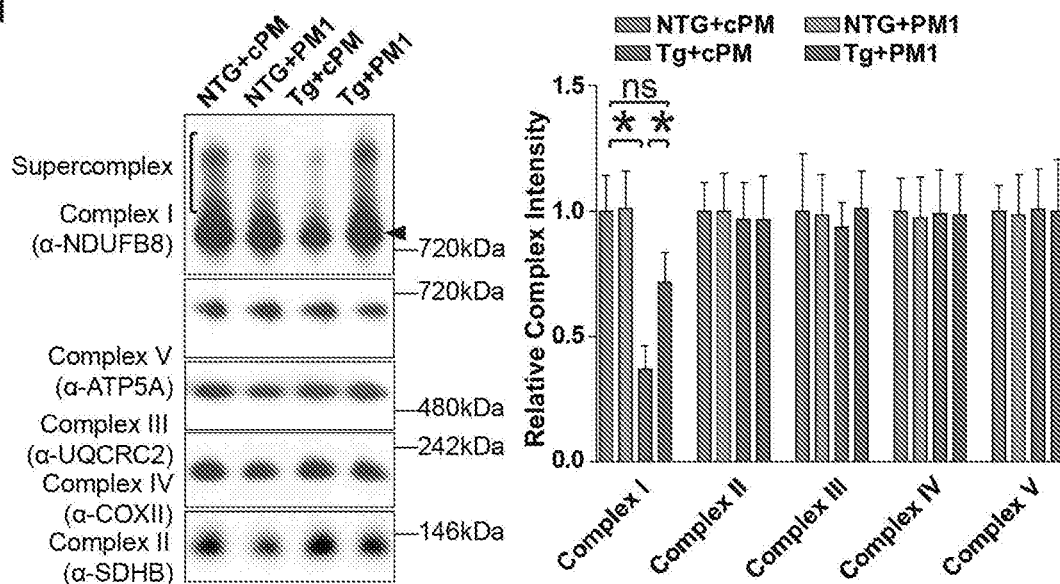 NTG+cPM
NTG+PM1
Tg+cPM
Tg+PM1
Supercomplex
Complex I
(α-NDUFB8)
720kDa
720kDa
Complex V
(α-ATP5A)
480kDa
Complex III
(α-UQCRC2)
242kDa
Complex IV
(α-COXII)
146kDa
Complex II
(α-SDHB)
NTG+cPM NTG+PM1
Tg+cPM Tg+PM1
Relative Complex Intensity
1.5
1.0
0.5
0.0
ns
* *
Complex I
Complex II
Complex III
Complex IV
Complex V